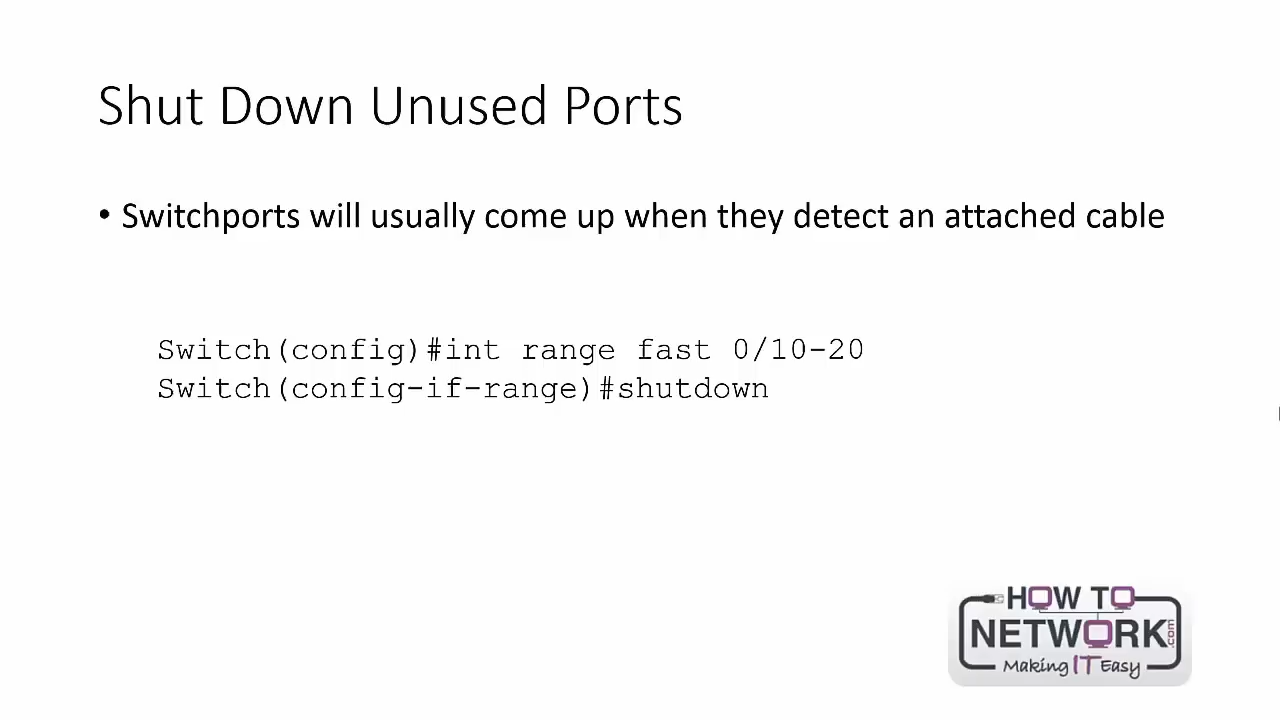 Shut Down Unused Ports
• Switchports will usually come up when they detect an attached cable
Switch(config)#int range fast 0/10-20
Switch(config-if-range)#shutdown
HOW TO
NETWORK.com
Making IT Easy